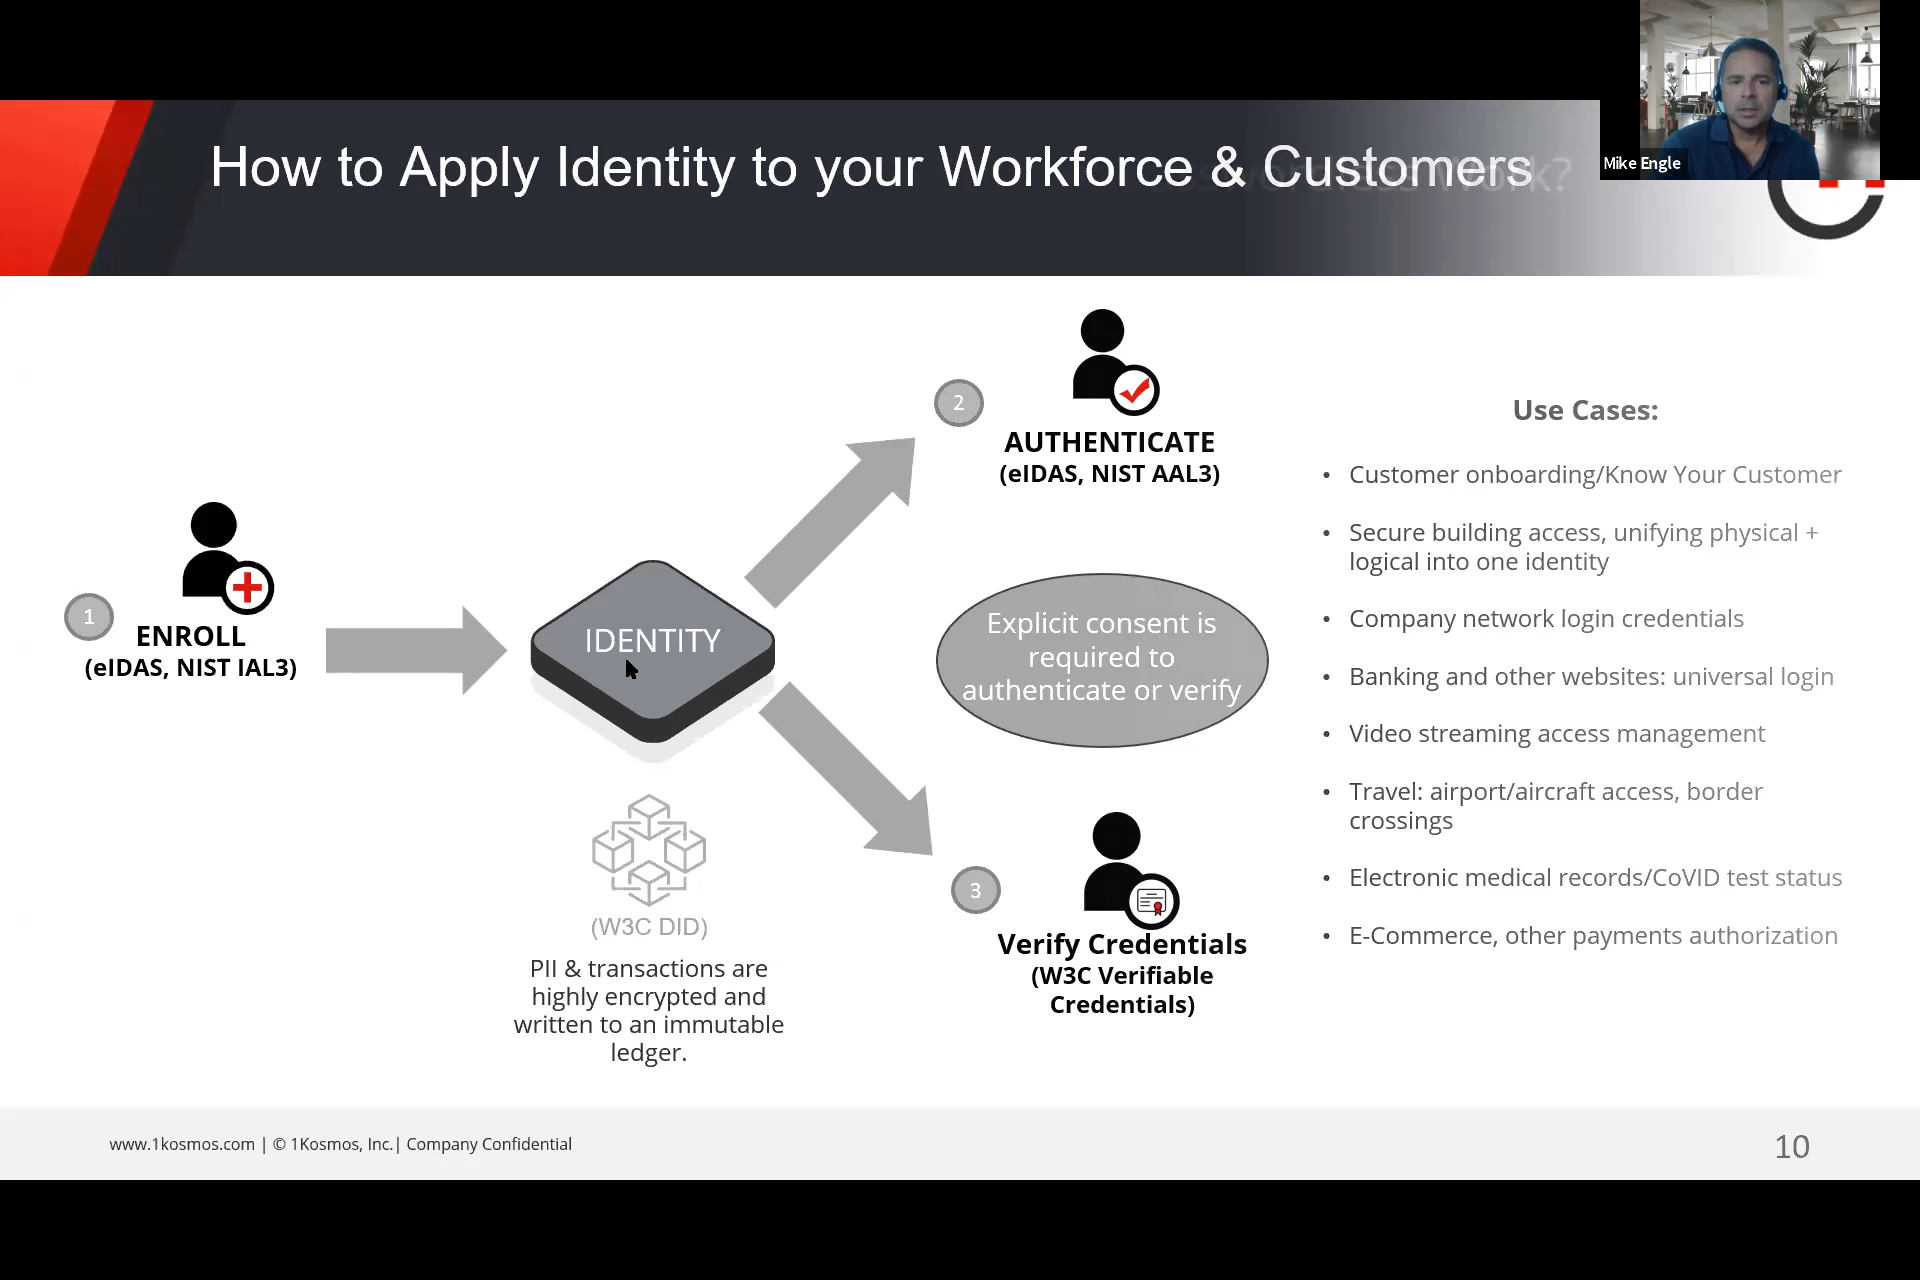 How to Apply Identity to your Workforce & Customers
Mike Engle
1
ENROLL
(eIDAS, NIST IAL3)
IDENTITY
(W3C DID)
PII & transactions are
highly encrypted and
written to an immutable
ledger.
2
AUTHENTICATE
(eIDAS, NIST AAL3)
Explicit consent is
required to
authenticate or verify
3
Verify Credentials
(W3C Verifiable
Credentials)
Use Cases:
• Customer onboarding/Know Your Customer
• Secure building access, unifying physical +
logical into one identity
• Company network login credentials
• Banking and other websites: universal login
• Video streaming access management
• Travel: airport/aircraft access, border
crossings
• Electronic medical records/CoVID test status
• E-Commerce, other payments authorization
www.1kosmos.com | © 1Kosmos, Inc.| Company Confidential
10